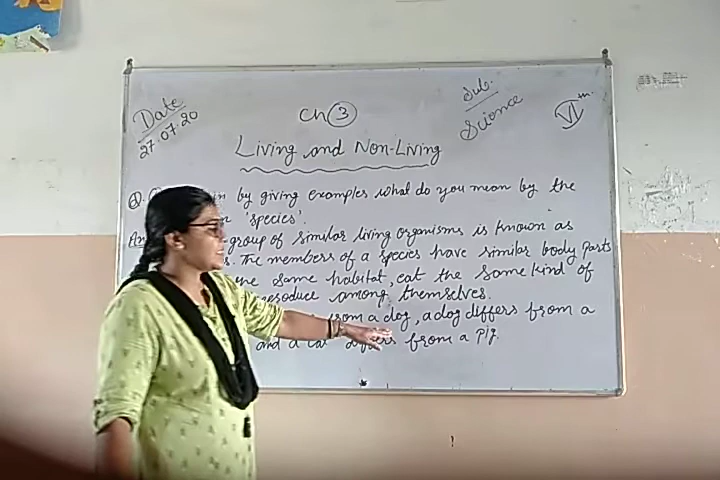 Date
27.07.20
Ch 3
Sub.
Science
VI th
Living and Non-Living
Q. in by giving examples what do you mean by the
'species'.
Ans group of similar living organisms is known as
The members of a species have similar body parts
the same habitat, eat the same kind of
among themselves.
from a dog, a dog differs from a
and a cat differs from a pig.